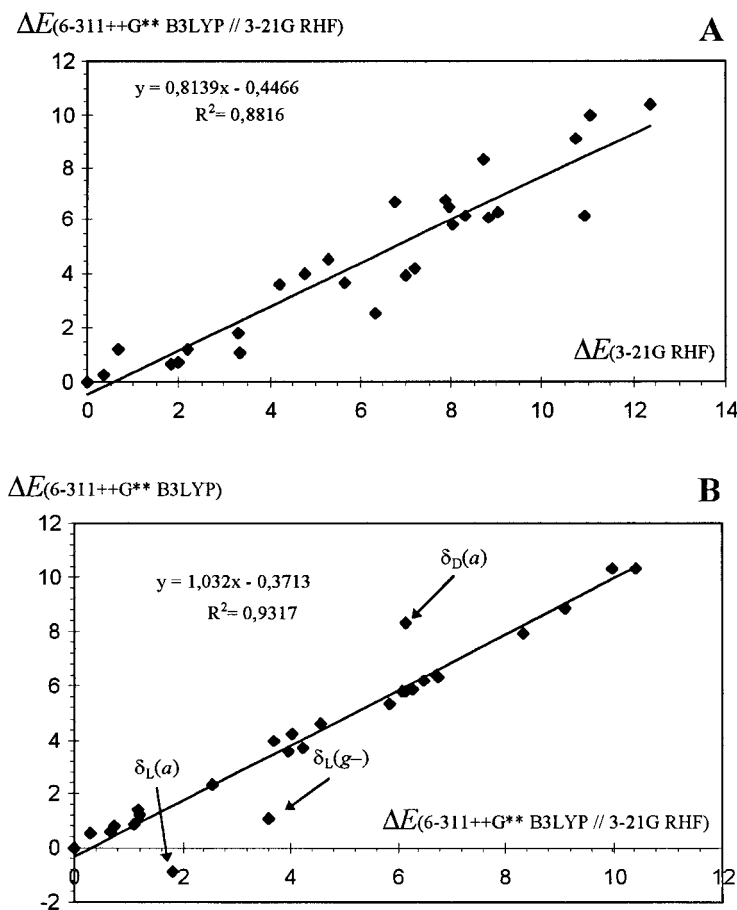 ΔE(6-311++G** B3LYP // 3-21G RHF)
A
12
y = 0,8139x - 0,4466
R²= 0,8816
10
8
6
4
2
ΔE(3-21G RHF)
0
0 2 4 6 8 10 12 14
ΔE(6-311++G** B3LYP)
B
12
δD(a)
y = 1,032x - 0,3713
R²= 0,9317
10
8
6
4
δL(a)
δL(g–)
2
ΔE(6-311++G** B3LYP // 3-21G RHF)
0
-2
0 2 4 6 8 10 12